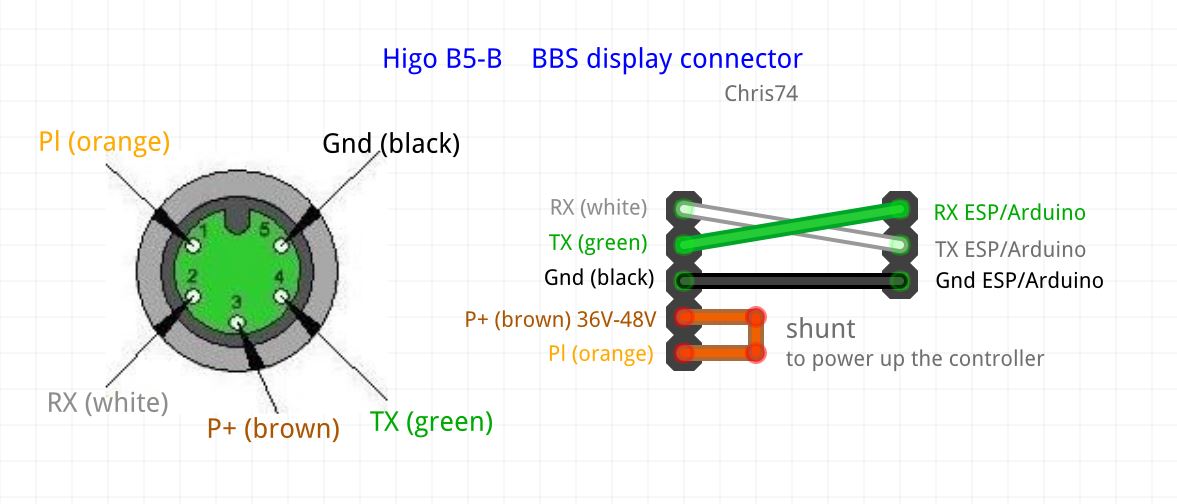 Higo B5-B BBS display connector
Chris74
Pl (orange)
Gnd (black)
1
5
2
4
3
RX (white)
P+ (brown)
TX (green)
RX (white)
RX ESP/Arduino
TX (green)
TX ESP/Arduino
Gnd (black)
Gnd ESP/Arduino
P+ (brown) 36V-48V
shunt
Pl (orange)
to power up the controller